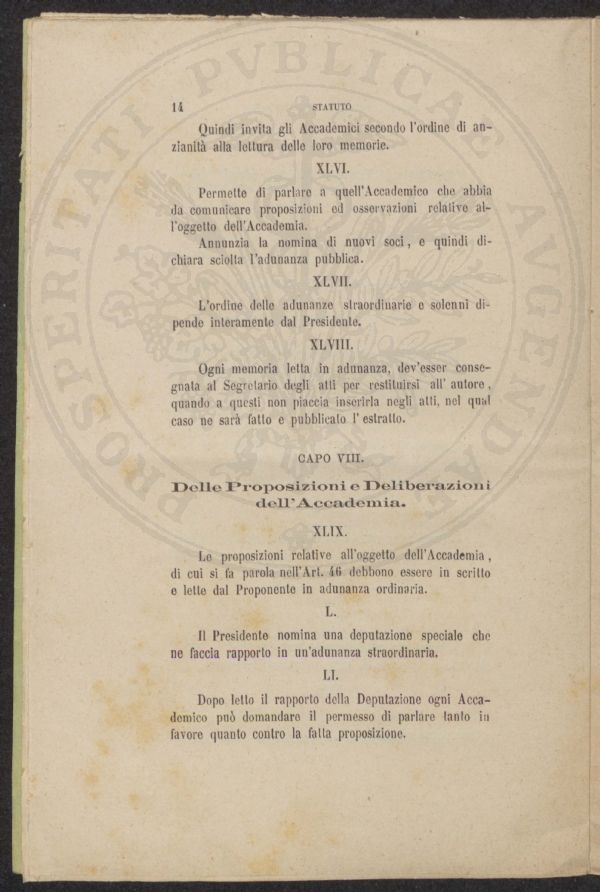 14 STATUTO
Quindi invita gli Accademici secondo l'ordine di an-
zianità alla lettura delle loro memorie.
XLVI.
Permette di parlare a quell'Accademico che abbia
da comunicare proposizioni ed osservazioni relative al-
l'oggetto dell'Accademia.
Annunzia la nomina di nuovi soci, e quindi di-
chiara sciolta l'adunanza pubblica.
XLVII.
L'ordine delle adunanze straordinarie e solenni di-
pende interamente dal Presidente.
XLVIII.
Ogni memoria letta in adunanza, dev'esser conse-
gnata al Segretario degli atti per restituirsi all' autore,
quando a questi non piaccia inserirla negli atti, nel qual
caso ne sarà fatto e pubblicato l' estratto.
CAPO VIII.
Delle Proposizioni e Deliberazioni
dell'Accademia.
XLIX.
Le proposizioni relative all'oggetto dell'Accademia,
di cui si fa parola nell'Art. 46 debbono essere in scritto
e lette dal Proponente in adunanza ordinaria.
L.
Il Presidente nomina una deputazione speciale che
ne faccia rapporto in un'adunanza straordinaria.
LI.
Dopo letto il rapporto della Deputazione ogni Acca-
demico può domandare il permesso di parlare tanto in
favore quanto contro la fatta proposizione.
PROSPERITATI PVBLICAE AVGENDAE